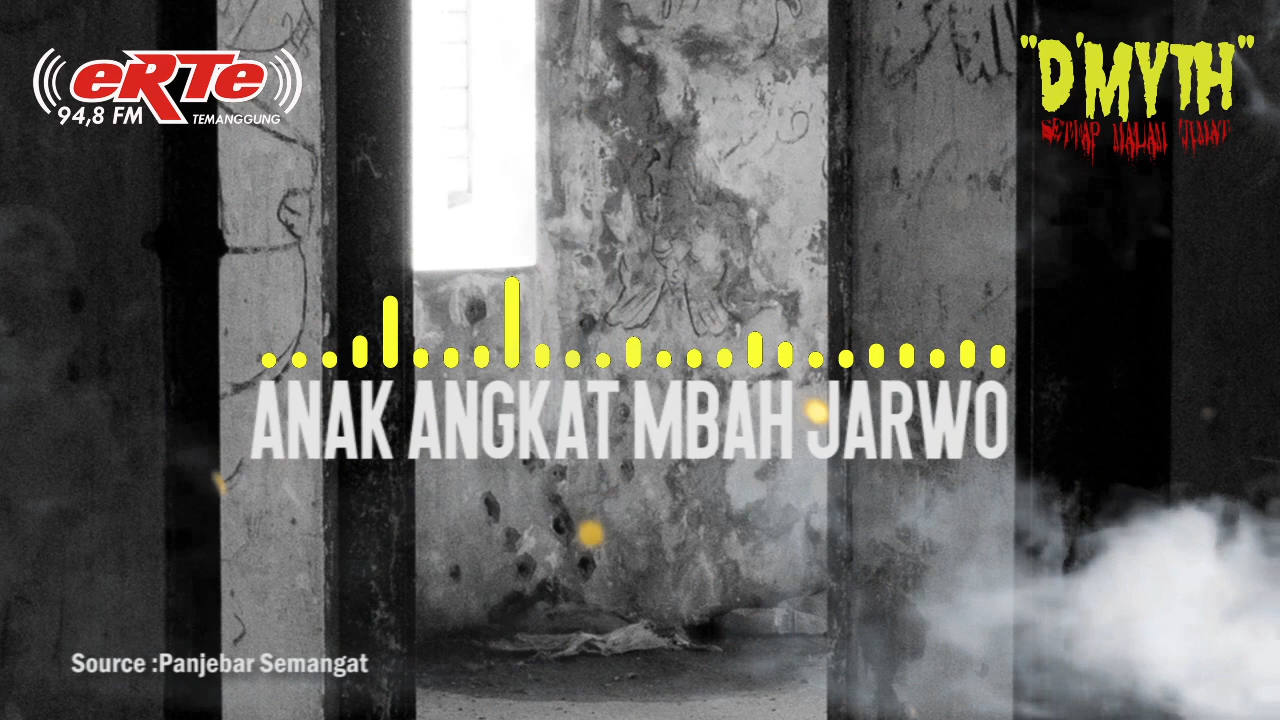 eRTe
94,8 FM TEMANGGUNG
"D'MYTH"
SETIAP MALAM JUMAT
ANAK ANGKAT MBAH JARWO
Source :Panjebar Semangat